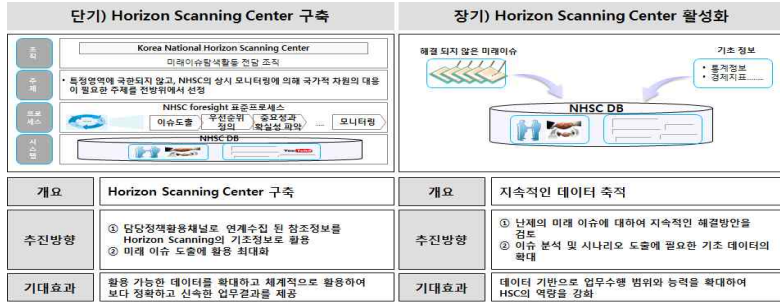 단기) Horizon Scanning Center 구축
조직
Korea National Horizon Scanning Center
미래이슈탐색활동 전담 조직
주제
• 특정영역에 국한되지 않고, NHSC의 상시 모니터링에 의해 국가적 차원의 대응
이 필요한 주제를 전방위에서 선정
프로세스
NHSC foresight 표준프로세스
이슈도출
우선순위
정의
중요성과
확실성 파악
....
모니터링
시스템
NHSC DB
YouTube
개요
Horizon Scanning Center 구축
추진방향
① 담당정책활용채널로 연계수집 된 참조정보를
Horizon Scanning의 기초정보로 활용
② 미래 이슈 도출에 활용 최대화
기대효과
활용 가능한 데이터를 확대하고 체계적으로 활용하여
보다 정확하고 신속한 업무결과를 제공
장기) Horizon Scanning Center 활성화
해결 되지 않은 미래이슈
기초 정보
• 통계정보
• 경제지표........
NHSC DB
개요
지속적인 데이터 축적
추진방향
① 난제의 미래 이슈에 대하여 지속적인 해결방안을
검토
② 이슈 분석 및 시나리오 도출에 필요한 기초 데이터의
확대
기대효과
데이터 기반으로 업무수행 범위와 능력을 확대하여
HSC의 역량을 강화